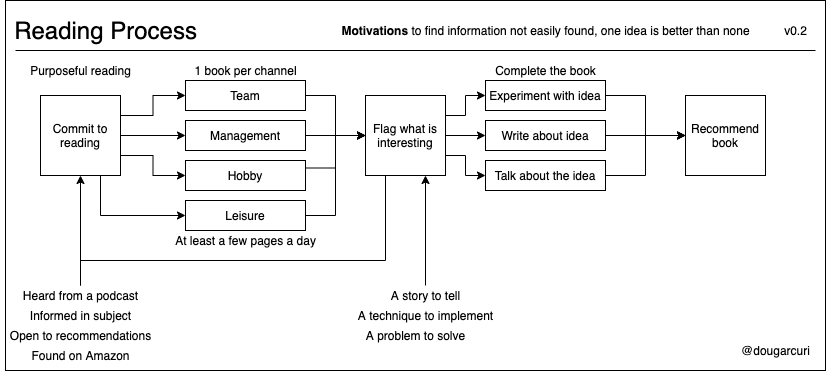 Reading Process
Motivations to find information not easily found, one idea is better than none
v0.2
Purposeful reading
1 book per channel
Complete the book
Commit to
reading
Team
Management
Hobby
Leisure
At least a few pages a day
Flag what is
interesting
Experiment with idea
Write about idea
Talk about the idea
Recommend
book
Heard from a podcast
Informed in subject
Open to recommendations
Found on Amazon
A story to tell
A technique to implement
A problem to solve
@dougarcuri